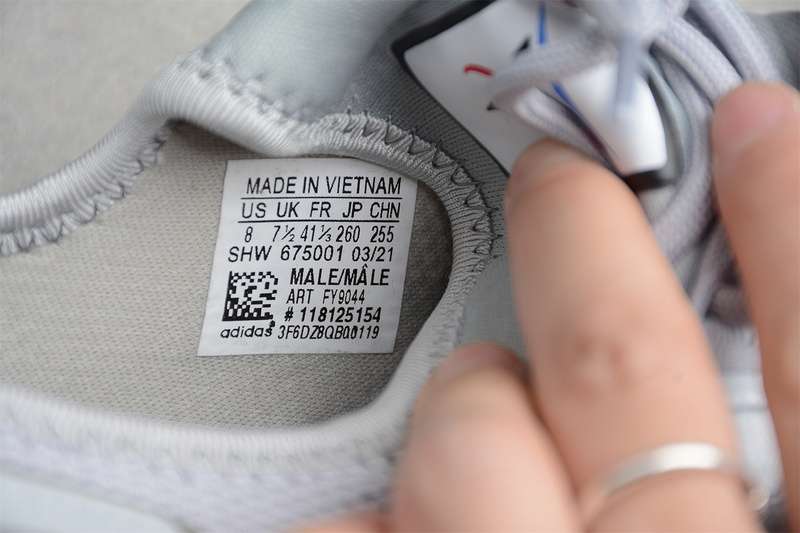 MADE IN VIETNAM
US UK FR JP CHN
8 7½ 41⅓ 260 255
SHW 675001 03/21
MALE/MÂLE
ART FY9044
# 118125154
adidas 3F6DZ8QB00119